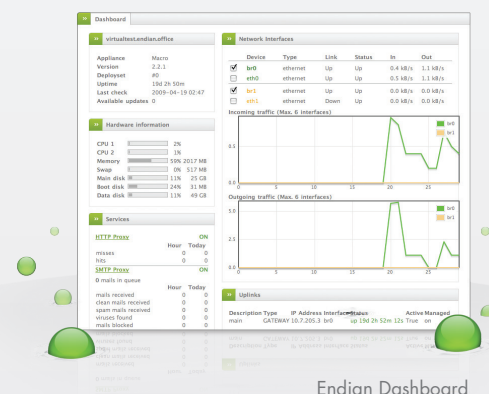 Dashboard
virtualtest.endian.office
Appliance Macro
Version 2.2.1
Deployset #0
Uptime 19d 2h 50m
Last check 2009-04-19 02:47
Available updates 0
Hardware information
CPU 1 2%
CPU 2 1%
Memory 59% 2017 MB
Swap 0% 517 MB
Main disk 11% 25 GB
Boot disk 24% 31 MB
Data disk 11% 49 GB
Services
HTTP Proxy ON
Hour Today
misses 0 0
hits 0 0
SMTP Proxy ON
0 mails in queue
Hour Today
mails received 0 0
clean mails received 0 0
spam mails received 0 0
viruses found 0 0
mails blocked 0 0
Network Interfaces
Device Type Link Status In Out
br0 ethernet Up Up 0.4 kB/s 1.1 kB/s
eth0 ethernet Up Up 0.5 kB/s 1.1 kB/s
br1 ethernet Up Up 0.0 kB/s 0.0 kB/s
eth1 ethernet Down Up 0.0 kB/s 0.0 kB/s
Incoming traffic (Max. 6 interfaces)
br0
br1
0.5
0.0
0 5 10 15 20 25
Outgoing traffic (Max. 6 interfaces)
5.0
br0
br1
2.5
0.0
0 5 10 15 20 25
Uplinks
Description Type IP Address Interface Status Active Managed
main GATEWAY 10.7.205.3 br0 up 19d 2h 52m 12s True on
Endian Dashboard